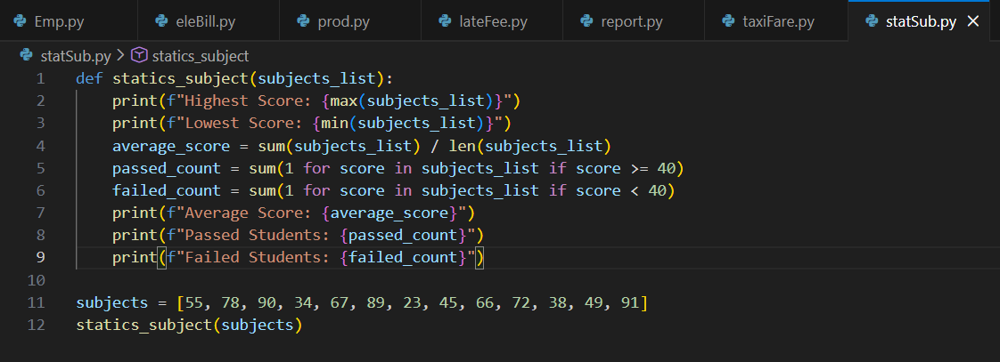 Emp.py eleBill.py prod.py lateFee.py report.py taxiFare.py statSub.py
statSub.py > statics_subject
1 def statics_subject(subjects_list):
2     print(f"Highest Score: {max(subjects_list)}")
3     print(f"Lowest Score: {min(subjects_list)}")
4     average_score = sum(subjects_list) / len(subjects_list)
5     passed_count = sum(1 for score in subjects_list if score >= 40)
6     failed_count = sum(1 for score in subjects_list if score < 40)
7     print(f"Average Score: {average_score}")
8     print(f"Passed Students: {passed_count}")
9     print(f"Failed Students: {failed_count}")
10
11 subjects = [55, 78, 90, 34, 67, 89, 23, 45, 66, 72, 38, 49, 91]
12 statics_subject(subjects)